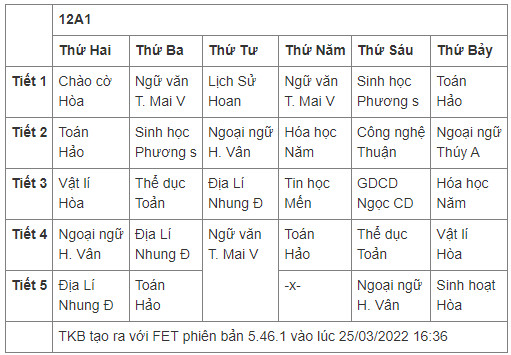 12A1
Thứ Hai Thứ Ba Thứ Tư Thứ Năm Thứ Sáu Thứ Bảy
Tiết 1 Chào cờ Ngữ văn Lịch Sử Ngữ văn Sinh học Toán
Hòa T. Mai V Hoan T. Mai V Phương s Hảo
Tiết 2 Toán Sinh học Ngoại ngữ Hóa học Công nghệ Ngoại ngữ
Hảo Phương s H. Vân Năm Thuận Thúy A
Tiết 3 Vật lí Thể dục Địa Lí Tin học GDCD Hóa học
Hòa Toản Nhung Đ Mến Ngọc CD Năm
Tiết 4 Ngoại ngữ Địa Lí Ngữ văn Toán Thể dục Vật lí
H. Vân Nhung Đ T. Mai V Hảo Toản Hòa
Tiết 5 Địa Lí Toán -x- Ngoại ngữ Sinh hoạt
Nhung Đ Hảo H. Vân Hòa
TKB tạo ra với FET phiên bản 5.46.1 vào lúc 25/03/2022 16:36